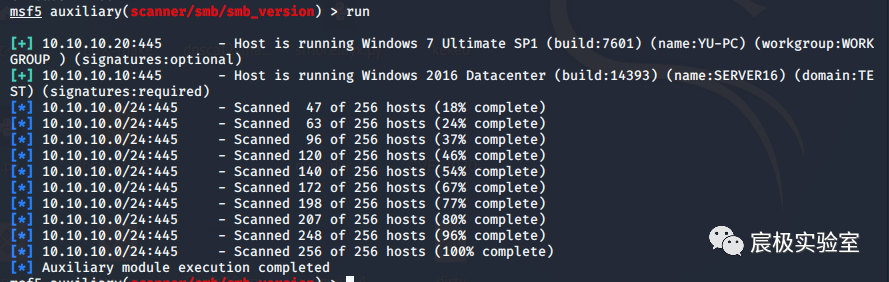 msf5 auxiliary(scanner/smb/smb_version) > run
[+] 10.10.10.20:445 - Host is running Windows 7 Ultimate SP1 (build:7601) (name:YU-PC) (workgroup:WORK
GROUP ) (signatures:optional)
[+] 10.10.10.10:445 - Host is running Windows 2016 Datacenter (build:14393) (name:SERVER16) (domain:TE
ST) (signatures:required)
[*] 10.10.10.0/24:445 - Scanned 47 of 256 hosts (18% complete)
[*] 10.10.10.0/24:445 - Scanned 63 of 256 hosts (24% complete)
[*] 10.10.10.0/24:445 - Scanned 96 of 256 hosts (37% complete)
[*] 10.10.10.0/24:445 - Scanned 120 of 256 hosts (46% complete)
[*] 10.10.10.0/24:445 - Scanned 140 of 256 hosts (54% complete)
[*] 10.10.10.0/24:445 - Scanned 172 of 256 hosts (67% complete)
[*] 10.10.10.0/24:445 - Scanned 198 of 256 hosts (77% complete)
[*] 10.10.10.0/24:445 - Scanned 207 of 256 hosts (80% complete)
[*] 10.10.10.0/24:445 - Scanned 248 of 256 hosts (96% complete)
[*] 10.10.10.0/24:445 - Scanned 256 of 256 hosts (100% complete)
[*] Auxiliary module execution completed
msf5 auxiliary(scanner/smb/smb_version) >
宸极实验室